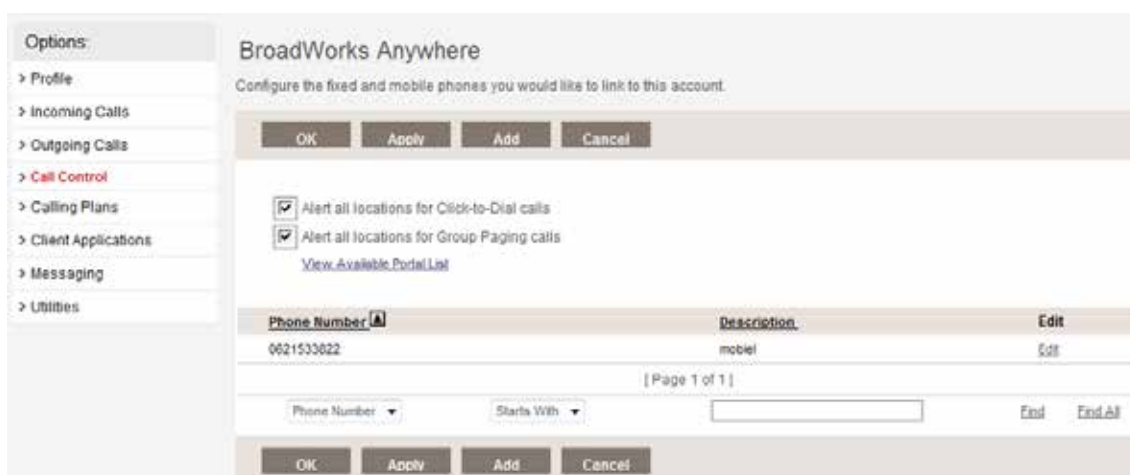 Options:
> Profile
> Incoming Calls
> Outgoing Calls
> Call Control
> Calling Plans
> Client Applications
> Messaging
> Utilities
BroadWorks Anywhere
Configure the fixed and mobile phones you would like to link to this account.
OK Apply Add Cancel
Alert all locations for Click-to-Dial calls
Alert all locations for Group Paging calls
View Available Portal List
Phone Number Description Edit
0621533822 mobiel Edit
[ Page 1 of 1 ]
Phone Number Starts With Find Find All
OK Apply Add Cancel